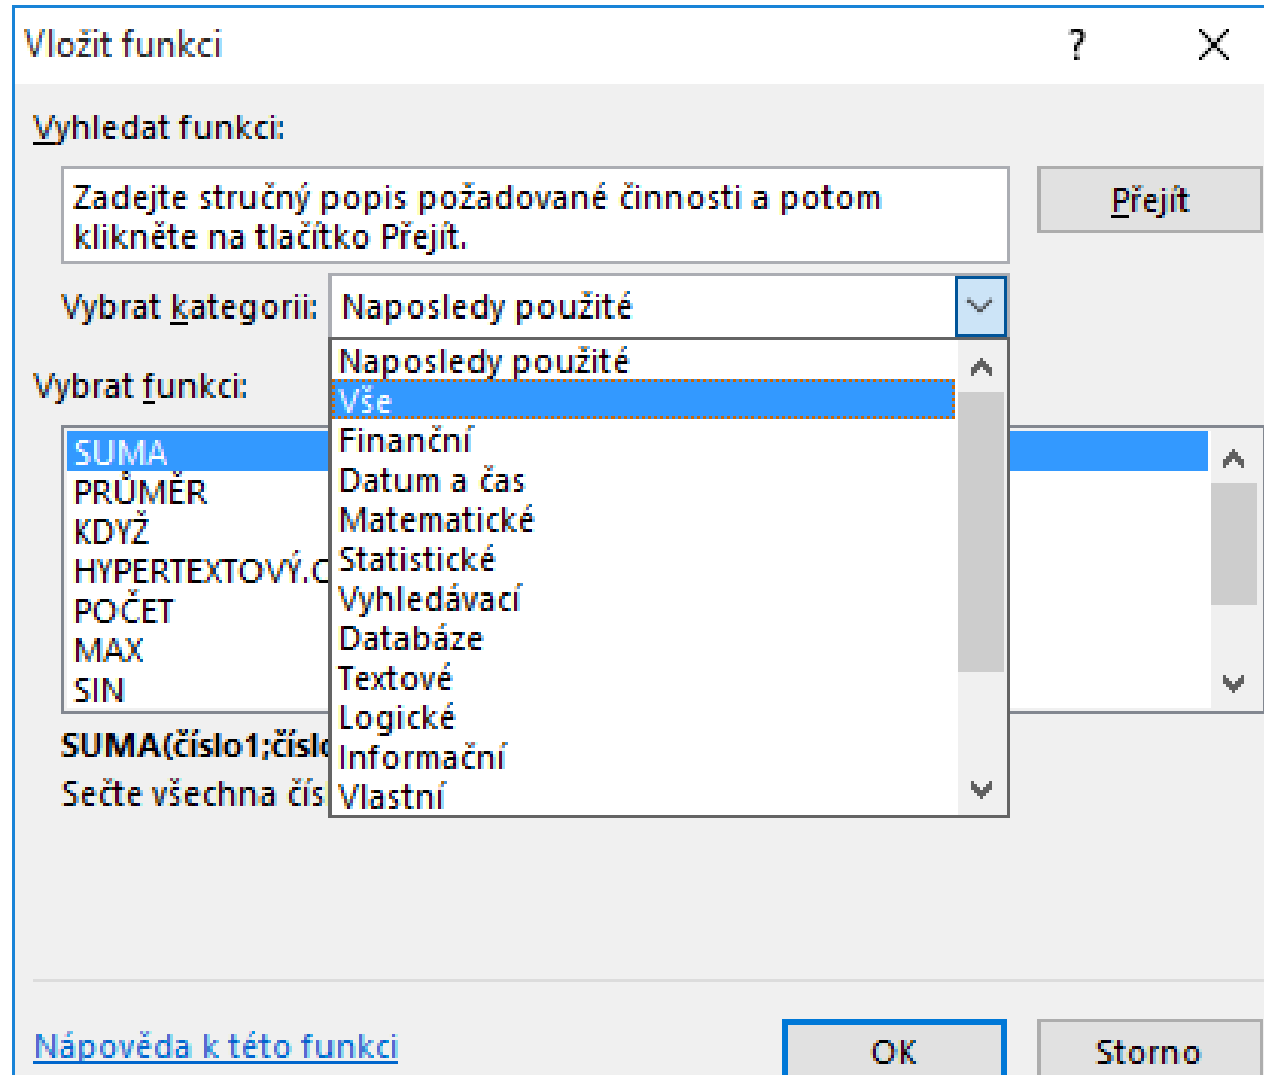 Vložit funkci
?
Vyhledat funkci:
Zadejte stručný popis požadované činnosti a potom
klikněte na tlačítko Přejít.
Přejít
Vybrat kategorii: Naposledy použité
Naposledy použité
Vše
Finanční
Datum a čas
Matematické
Statistické
Vyhledávací
Databáze
Textové
Logické
Informační
Vlastní
Vybrat funkci:
SUMA
PRŮMĚR
KDYŽ
HYPERTEXTOVÝ.
POČET
MAX
SIN
SUMA(číslo1;
Sečte všechna
Nápověda k této funkci
OK
Storno